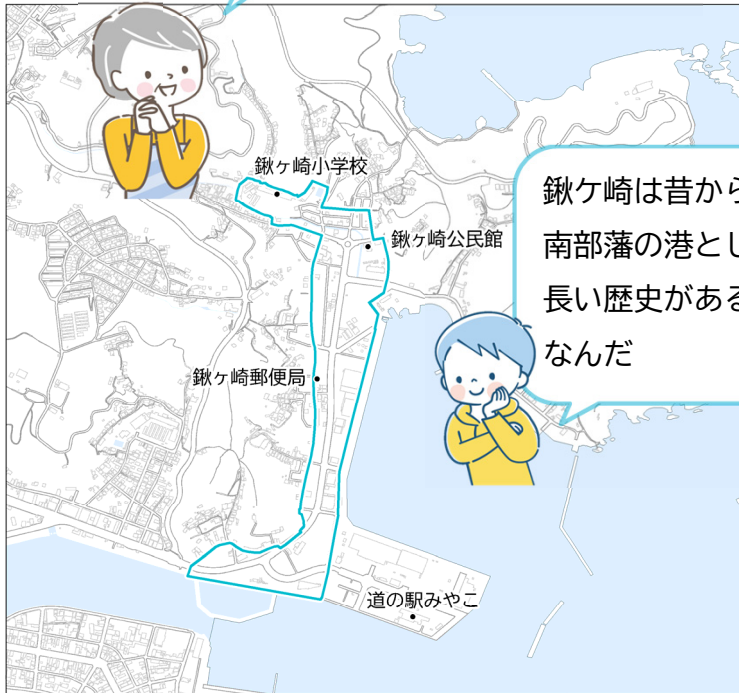 鍬ヶ崎小学校
鍬ヶ崎公民館
鍬ケ崎は昔から
南部藩の港とし
長い歴史がある
なんだ
鍬ヶ崎郵便局
道の駅みやこ